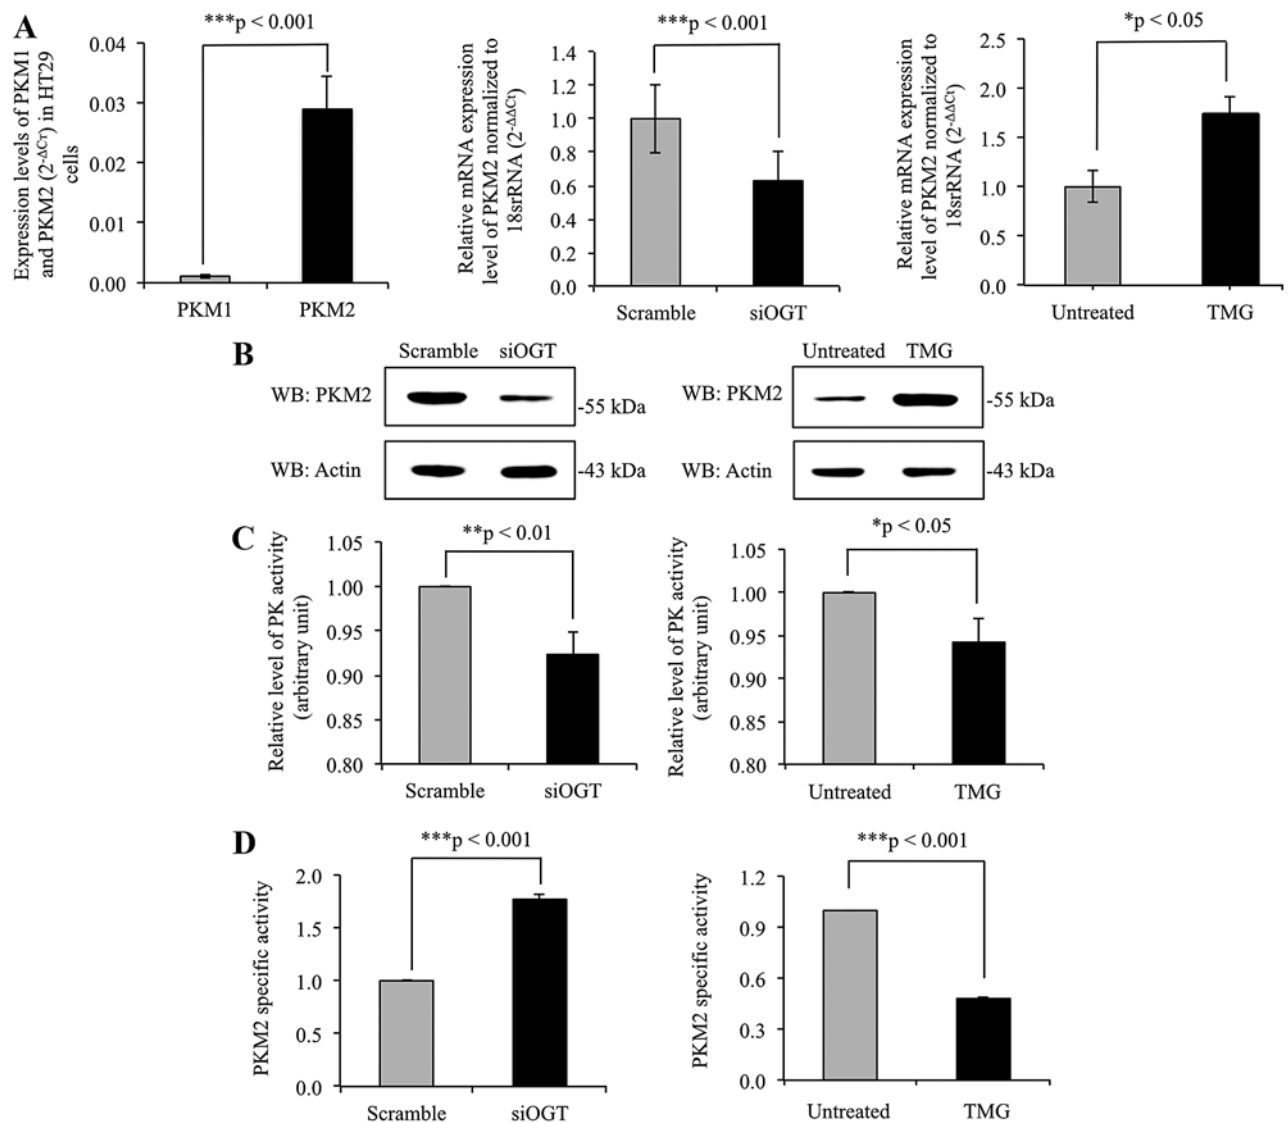 A
***p < 0.001
Expression levels of PKM1
and PKM2 (2-ΔCT) in HT29
cells
0.04
0.03
0.02
0.01
0.00
PKM1
PKM2
***p < 0.001
Relative mRNA expression
level of PKM2 normalized to
18srRNA (2-ΔΔCt)
1.4
1.2
1.0
0.8
0.6
0.4
0.2
0.0
Scramble
siOGT
*p < 0.05
Relative mRNA expression
level of PKM2 normalized to
18srRNA (2-ΔΔCt)
2.5
2.0
1.5
1.0
0.5
0.0
Untreated
TMG
B
Scramble siOGT
WB: PKM2
-55 kDa
WB: Actin
-43 kDa
Untreated TMG
WB: PKM2
-55 kDa
WB: Actin
-43 kDa
C
**p < 0.01
Relative level of PK activity
(arbitrary unit)
1.05
1.00
0.95
0.90
0.85
0.80
Scramble
siOGT
*p < 0.05
Relative level of PK activity
(arbitrary unit)
1.05
1.00
0.95
0.90
0.85
0.80
Untreated
TMG
D
***p < 0.001
PKM2 specific activity
2.0
1.5
1.0
0.5
0.0
Scramble
siOGT
***p < 0.001
PKM2 specific activity
1.2
0.9
0.6
0.3
0.0
Untreated
TMG